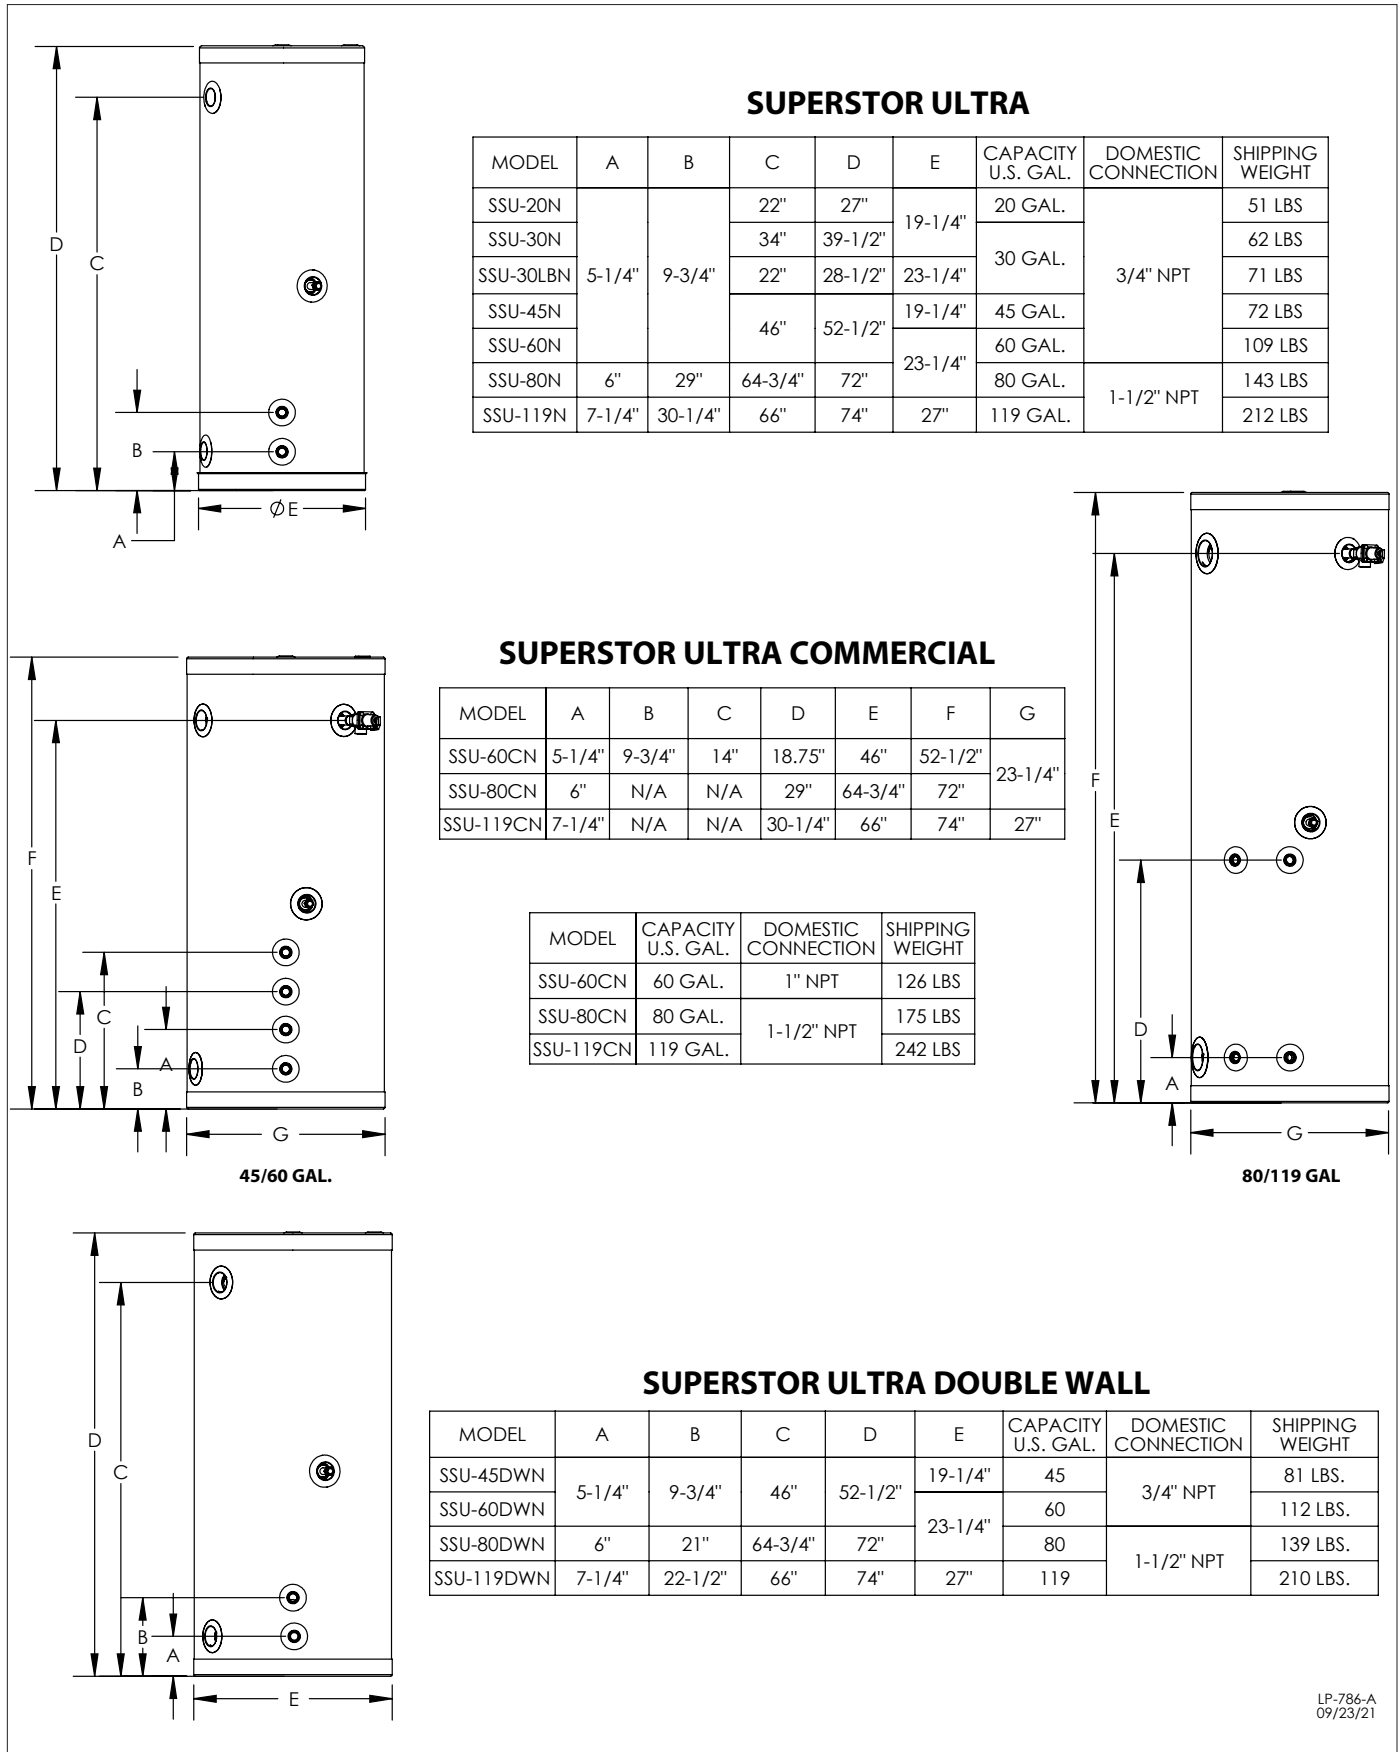 SUPERSTOR ULTRA
MODEL A B C D E CAPACITY U.S. GAL. DOMESTIC CONNECTION SHIPPING WEIGHT
SSU-20N 5-1/4" 9-3/4" 22" 27" 19-1/4" 20 GAL. 3/4" NPT 51 LBS
SSU-30N 34" 39-1/2" 30 GAL. 62 LBS
SSU-30LBN 22" 28-1/2" 23-1/4" 71 LBS
SSU-45N 46" 52-1/2" 19-1/4" 45 GAL. 72 LBS
SSU-60N 23-1/4" 60 GAL. 109 LBS
SSU-80N 6" 29" 64-3/4" 72" 80 GAL. 1-1/2" NPT 143 LBS
SSU-119N 7-1/4" 30-1/4" 66" 74" 27" 119 GAL. 212 LBS
D
C
B
A
ØE
SUPERSTOR ULTRA COMMERCIAL
MODEL A B C D E F G
SSU-60CN 5-1/4" 9-3/4" 14" 18.75" 46" 52-1/2" 23-1/4"
SSU-80CN 6" N/A N/A 29" 64-3/4" 72"
SSU-119CN 7-1/4" N/A N/A 30-1/4" 66" 74" 27"
MODEL CAPACITY U.S. GAL. DOMESTIC CONNECTION SHIPPING WEIGHT
SSU-60CN 60 GAL. 1" NPT 126 LBS
SSU-80CN 80 GAL. 1-1/2" NPT 175 LBS
SSU-119CN 119 GAL. 242 LBS
F
E
C
D
A
B
G
45/60 GAL.
F
E
D
A
G
80/119 GAL
SUPERSTOR ULTRA DOUBLE WALL
MODEL A B C D E CAPACITY U.S. GAL. DOMESTIC CONNECTION SHIPPING WEIGHT
SSU-45DWN 5-1/4" 9-3/4" 46" 52-1/2" 19-1/4" 45 3/4" NPT 81 LBS.
SSU-60DWN 23-1/4" 60 112 LBS.
SSU-80DWN 6" 21" 64-3/4" 72" 80 1-1/2" NPT 139 LBS.
SSU-119DWN 7-1/4" 22-1/2" 66" 74" 27" 119 210 LBS.
D
C
B
A
E
LP-786-A
09/23/21